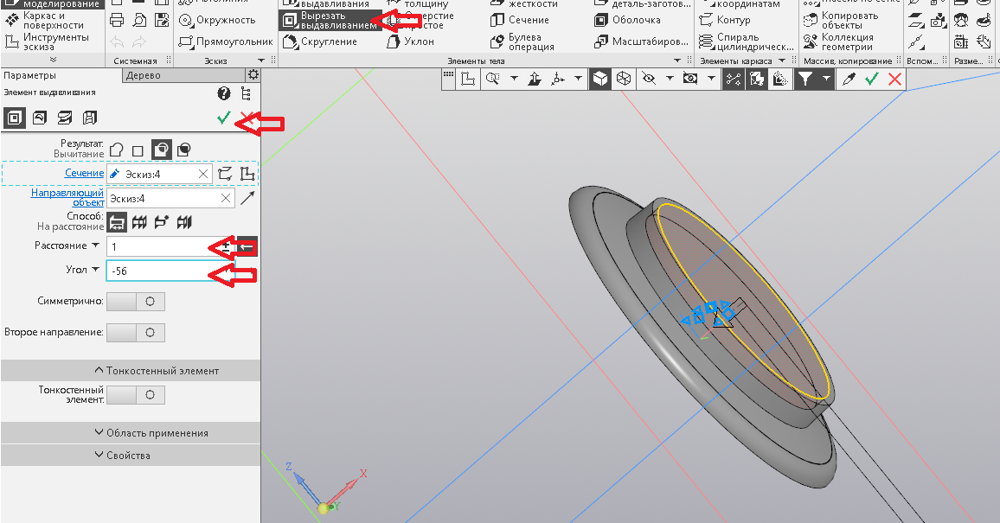 моделирование
Каркас и
поверхности
Инструменты
эскиза
Системная
Окружность
Прямоугольник
Эскиз
выдавливания
Вырезать
выдавливанием
Скругление
толщину
Отверстие
простое
Уклон
жесткости
Сечение
Булева
операция
деталь-заготов...
Оболочка
Масштабиров...
Элементы тела
координатам
Контур
Спираль
цилиндрическ...
Элементы каркаса
Копировать
объекты
Коллекция
геометрии
Массив, копирование
Вспом...
Разме...
Параметры
Дерево
Элемент выдавливания
Результат:
Вычитание
Сечение
Эскиз:4
Направляющий
объект
Эскиз:4
Способ:
На расстояние
Расстояние
1
Угол
-56
Симметрично:
Второе направление:
Тонкостенный элемент
Тонкостенный
элемент:
Область применения
Свойства
Z
X
Y